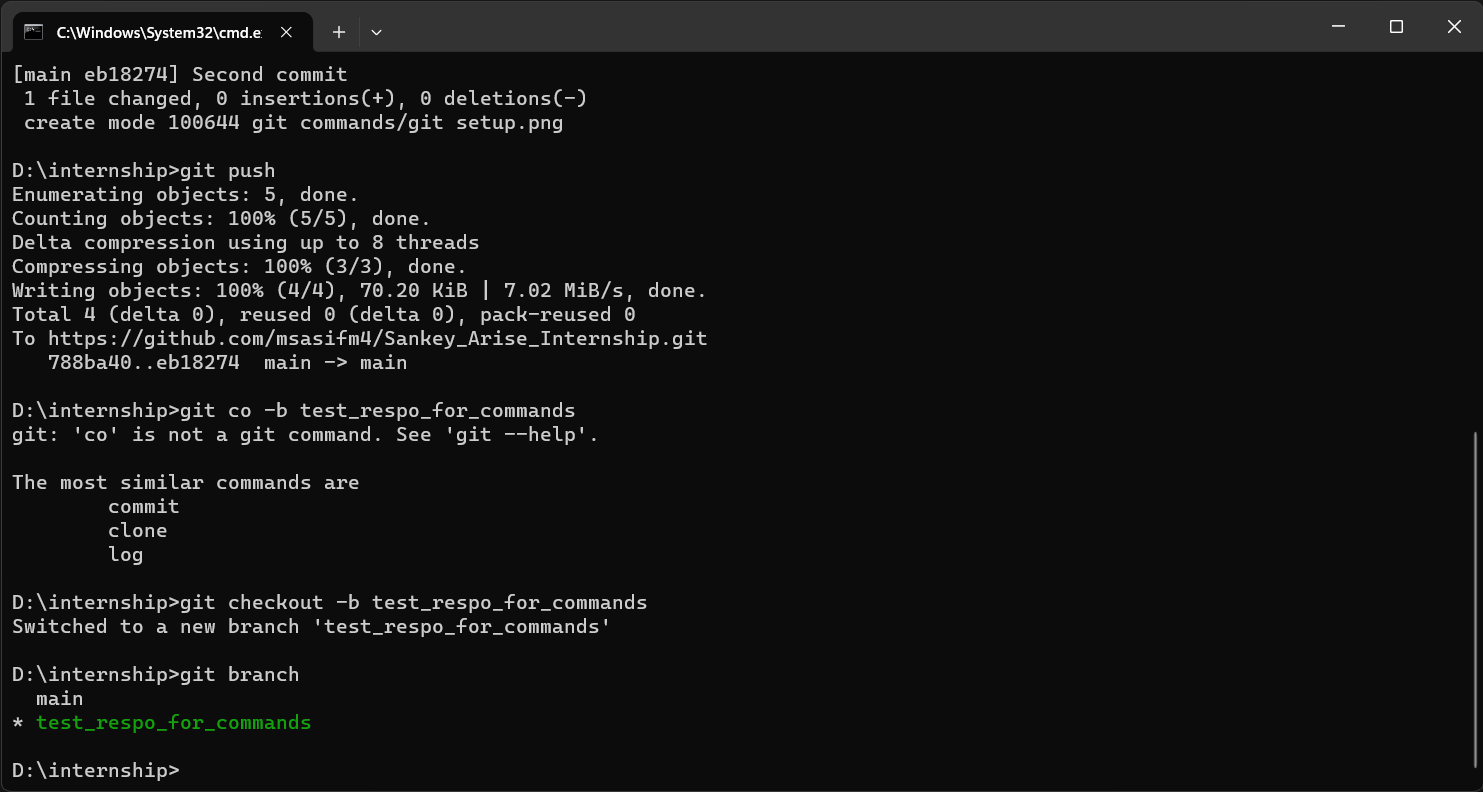 C:\Windows\System32\cmd.e
[main eb18274] Second commit
 1 file changed, 0 insertions(+), 0 deletions(-)
 create mode 100644 git commands/git setup.png

D:\internship>git push
Enumerating objects: 5, done.
Counting objects: 100% (5/5), done.
Delta compression using up to 8 threads
Compressing objects: 100% (3/3), done.
Writing objects: 100% (4/4), 70.20 KiB | 7.02 MiB/s, done.
Total 4 (delta 0), reused 0 (delta 0), pack-reused 0
To https://github.com/msasifm4/Sankey_Arise_Internship.git
   788ba40..eb18274  main -> main

D:\internship>git co -b test_respo_for_commands
git: 'co' is not a git command. See 'git --help'.

The most similar commands are
        commit
        clone
        log

D:\internship>git checkout -b test_respo_for_commands
Switched to a new branch 'test_respo_for_commands'

D:\internship>git branch
  main
* test_respo_for_commands

D:\internship>